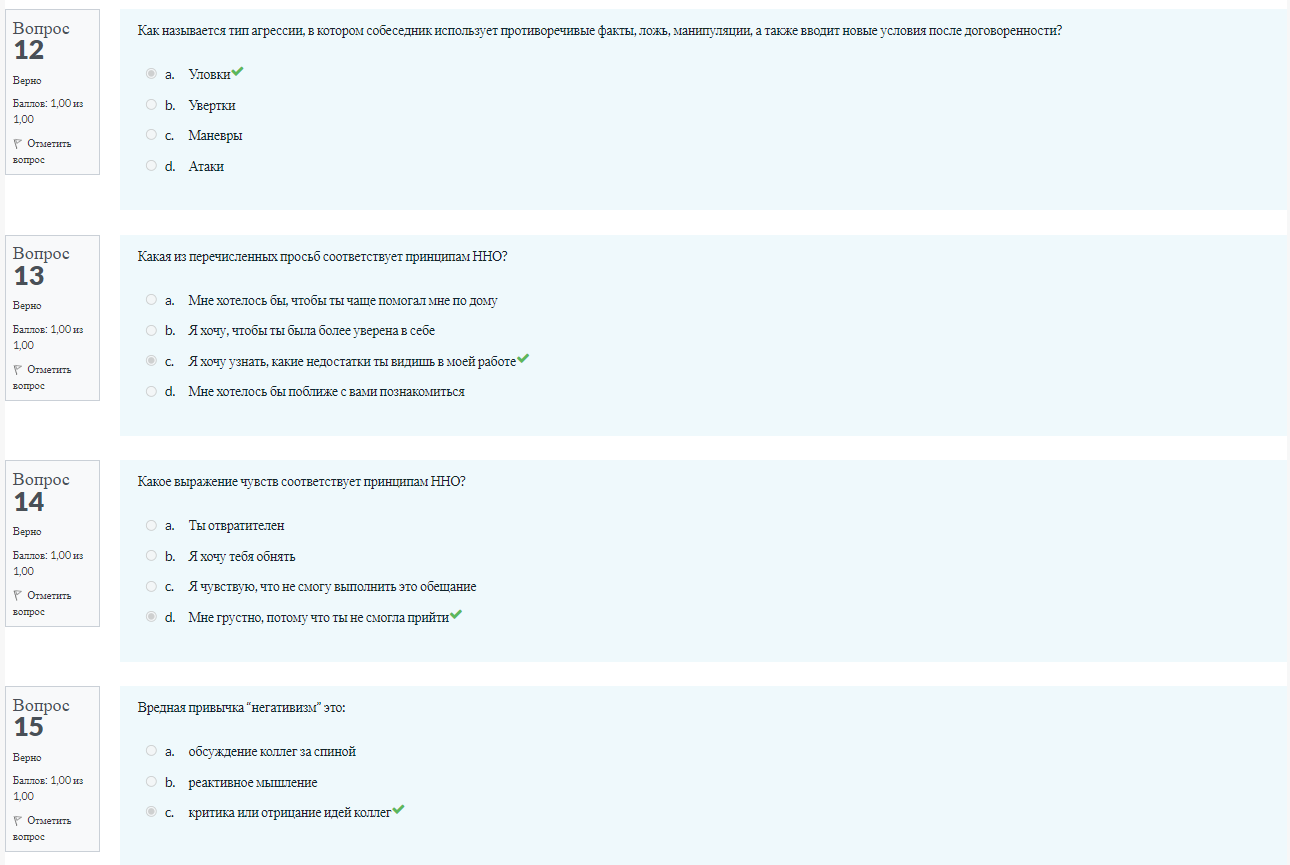 Вопрос
12
Верно
Баллов: 1,00 из
1,00
Отметить
вопрос
Как называется тип агрессии, в котором собеседник использует противоречивые факты, ложь, манипуляции, а также вводит новые условия после договоренности?
a. Уловки
b. Увертки
c. Маневры
d. Атаки
Вопрос
13
Верно
Баллов: 1,00 из
1,00
Отметить
вопрос
Какая из перечисленных просьб соответствует принципам ННО?
a. Мне хотелось бы, чтобы ты чаще помогал мне по дому
b. Я хочу, чтобы ты была более уверена в себе
c. Я хочу узнать, какие недостатки ты видишь в моей работе
d. Мне хотелось бы поближе с вами познакомиться
Вопрос
14
Верно
Баллов: 1,00 из
1,00
Отметить
вопрос
Какое выражение чувств соответствует принципам ННО?
a. Ты отвратителен
b. Я хочу тебя обнять
c. Я чувствую, что не смогу выполнить это обещание
d. Мне грустно, потому что ты не смогла прийти
Вопрос
15
Верно
Баллов: 1,00 из
1,00
Отметить
вопрос
Вредная привычка “негативизм” это:
a. обсуждение коллег за спиной
b. реактивное мышление
c. критика или отрицание идей коллег